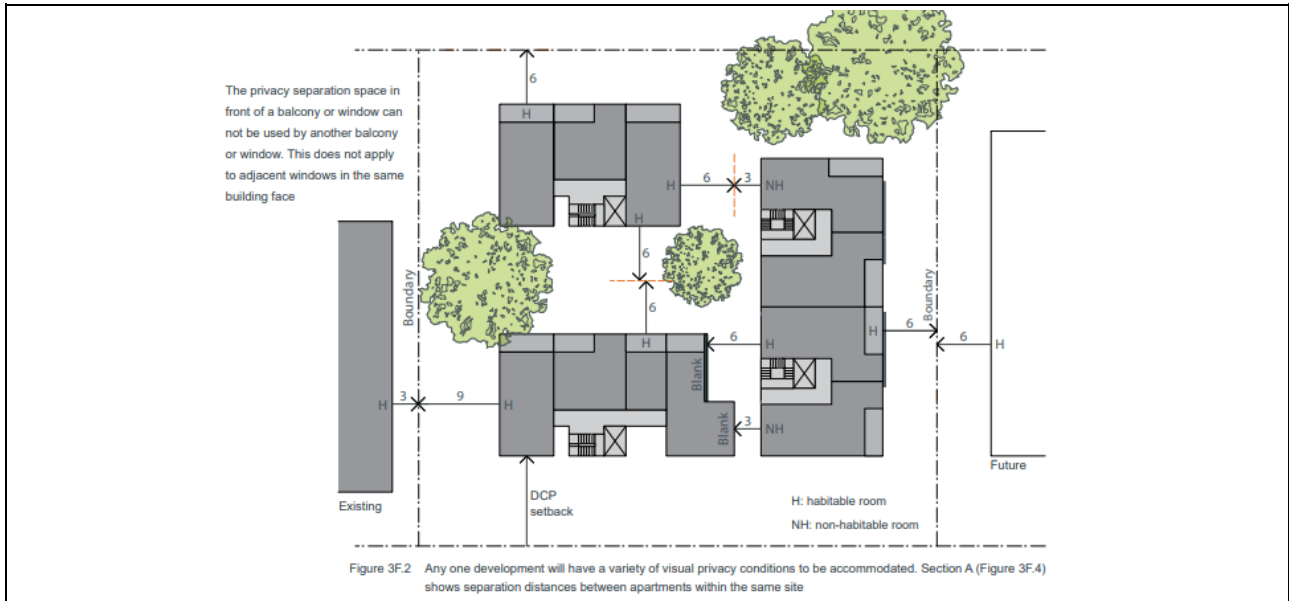 The privacy separation space in
front of a balcony or window can
not be used by another balcony
or window. This does not apply
to adjacent windows in the same
building face
6
H
H
6
3
NH
H
6
6
H
Boundary
Boundary
H
3
9
H
Blank
6
H
Blank
3
NH
H
6
6
H
Existing
DCP
setback
Future
H: habitable room
NH: non-habitable room
Figure 3F.2 Any one development will have a variety of visual privacy conditions to be accommodated. Section A (Figure 3F.4)
shows separation distances between apartments within the same site